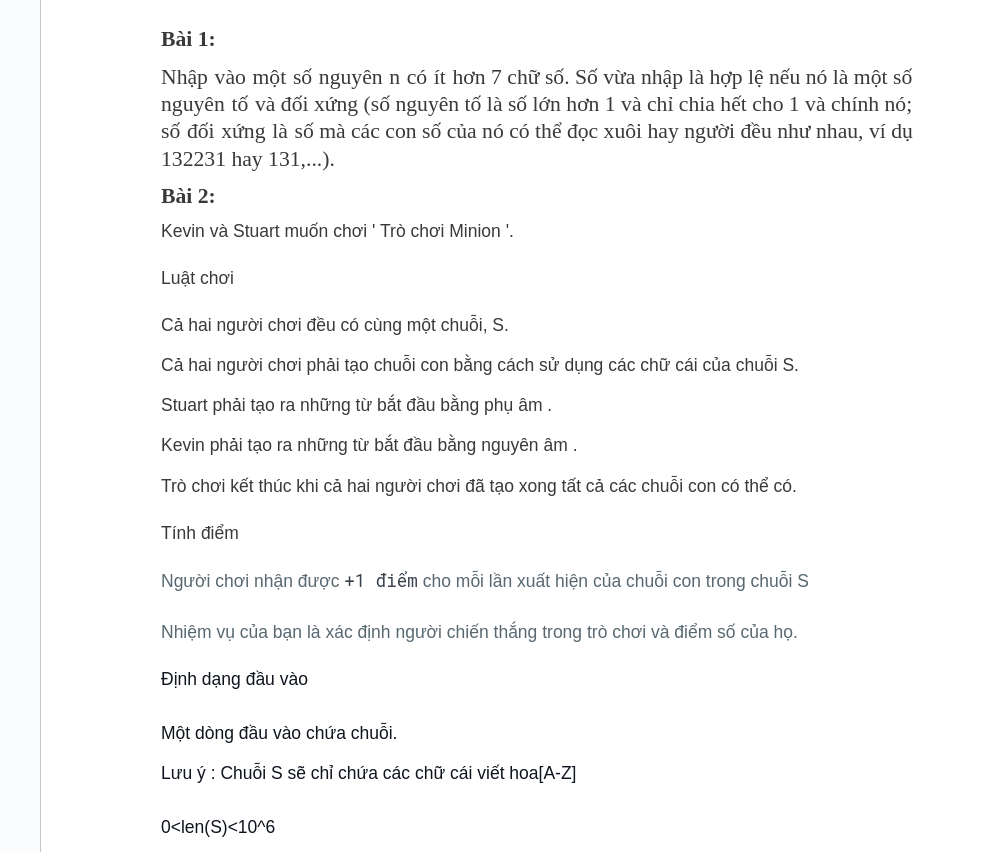 Bài 1:
Nhập vào một số nguyên n có ít hơn 7 chữ số. Số vừa nhập là hợp lệ nếu nó là một số
nguyên tố và đối xứng (số nguyên tố là số lớn hơn 1 và chỉ chia hết cho 1 và chính nó;
số đối xứng là số mà các con số của nó có thể đọc xuôi hay người đều như nhau, ví dụ
132231 hay 131,...).
Bài 2:
Kevin và Stuart muốn chơi ' Trò chơi Minion '.
Luật chơi
Cả hai người chơi đều có cùng một chuỗi, S.
Cả hai người chơi phải tạo chuỗi con bằng cách sử dụng các chữ cái của chuỗi S.
Stuart phải tạo ra những từ bắt đầu bằng phụ âm .
Kevin phải tạo ra những từ bắt đầu bằng nguyên âm .
Trò chơi kết thúc khi cả hai người chơi đã tạo xong tất cả các chuỗi con có thể có.
Tính điểm
Người chơi nhận được +1 điểm cho mỗi lần xuất hiện của chuỗi con trong chuỗi S
Nhiệm vụ của bạn là xác định người chiến thắng trong trò chơi và điểm số của họ.
Định dạng đầu vào
Một dòng đầu vào chứa chuỗi.
Lưu ý : Chuỗi S sẽ chỉ chứa các chữ cái viết hoa[A-Z]
0<len(S)<10^6